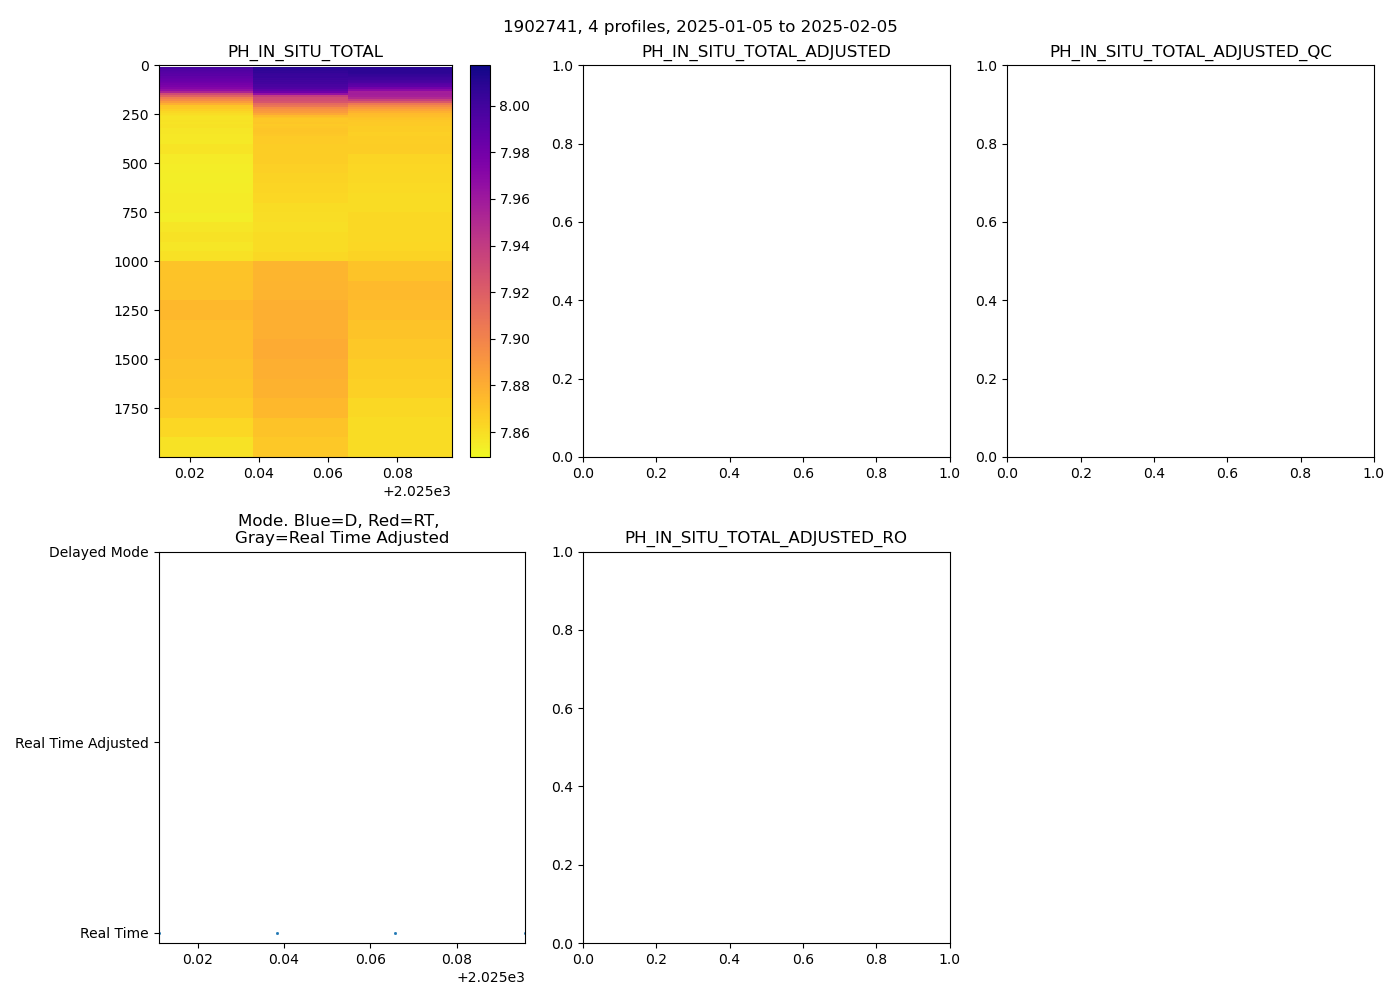 1902741, 4 profiles, 2025-01-05 to 2025-02-05
PH_IN_SITU_TOTAL
0
250
500
750
1000
1250
1500
1750
0.02 0.04 0.06 0.08
+2.025e3
8.00
7.98
7.96
7.94
7.92
7.90
7.88
7.86
PH_IN_SITU_TOTAL_ADJUSTED
1.0
0.8
0.6
0.4
0.2
0.0
0.0 0.2 0.4 0.6 0.8 1.0
PH_IN_SITU_TOTAL_ADJUSTED_QC
1.0
0.8
0.6
0.4
0.2
0.0
0.0 0.2 0.4 0.6 0.8 1.0
Mode. Blue=D, Red=RT,
Gray=Real Time Adjusted
Delayed Mode
Real Time Adjusted
Real Time
0.02 0.04 0.06 0.08
+2.025e3
PH_IN_SITU_TOTAL_ADJUSTED_RO
1.0
0.8
0.6
0.4
0.2
0.0
0.0 0.2 0.4 0.6 0.8 1.0